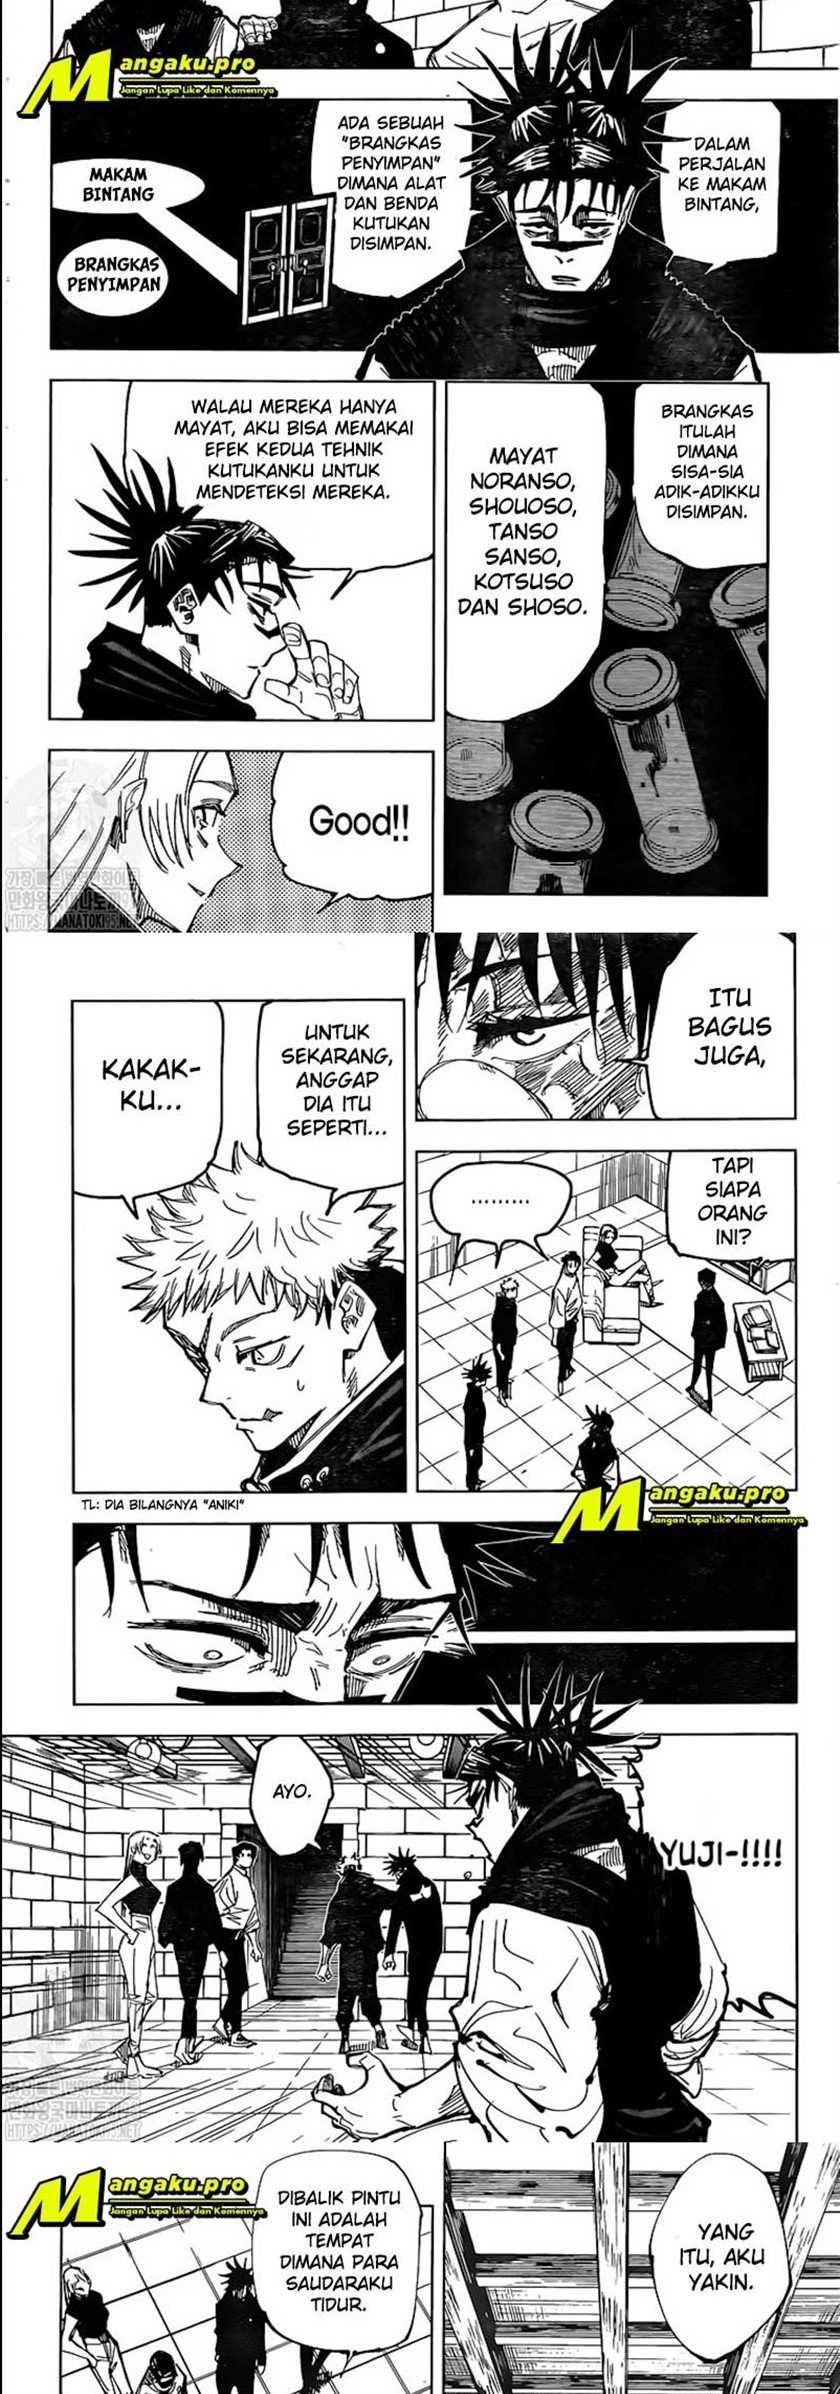 Mangaku.pro
Jangan Lupa Like dan Komennya
DALAM
PERJALAN
KE MAKAM
BINTANG,
ADA SEBUAH
"BRANGKAS
PENYIMPAN"
DIMANA ALAT
DAN BENDA
KUTUKAN
DISIMPAN.
MAKAM
BINTANG
BRANGKAS
PENYIMPAN
BRANGKAS
ITULAH
DIMANA
SISA-SIA
ADIK-ADIKKU
DISIMPAN.
MAYAT
NORANSO,
SHOUOSO,
TANSO
SANSO,
KOTSUSO
DAN SHOSO.
WALAU MEREKA HANYA
MAYAT, AKU BISA MEMAKAI
EFEK KEDUA TEHNIK
KUTUKANKU UNTUK
MENDETEKSI MEREKA.
Good!!
HTTPS://MANATOKI95.NET
ITU
BAGUS
JUGA,
TAPI
SIAPA
ORANG
INI?
.........
UNTUK
SEKARANG,
ANGGAP
DIA ITU
SEPERTI...
KAKAK-
KU...
TL: DIA BILANGNYA "ANIKI"
Mangaku.pro
Jangan Lupa Like dan Komennya
AYO.
YUJI-!!!!
YANG
ITU, AKU
YAKIN.
Mangaku.pro
Jangan Lupa Like dan Komennya
DIBALIK PINTU
INI ADALAH
TEMPAT
DIMANA PARA
SAUDARAKU
TIDUR.